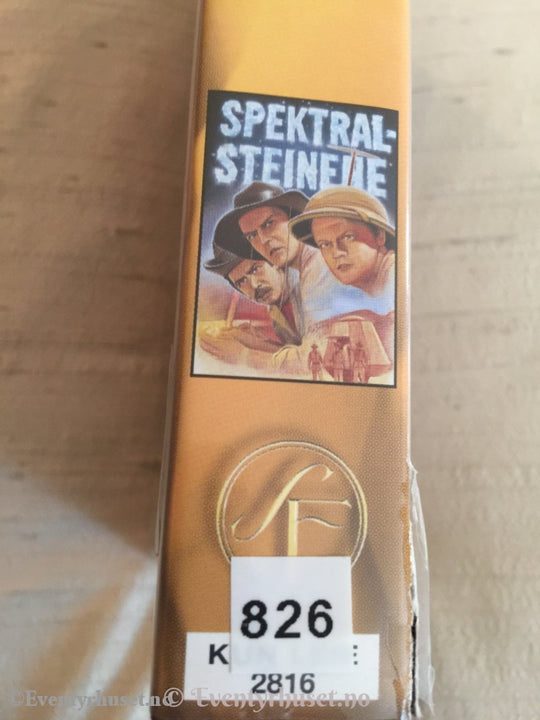 SPEKTRAL-
STEINENE
SF
826
K
2816
© Eventyrhuset.no © Eventyrhuset.no